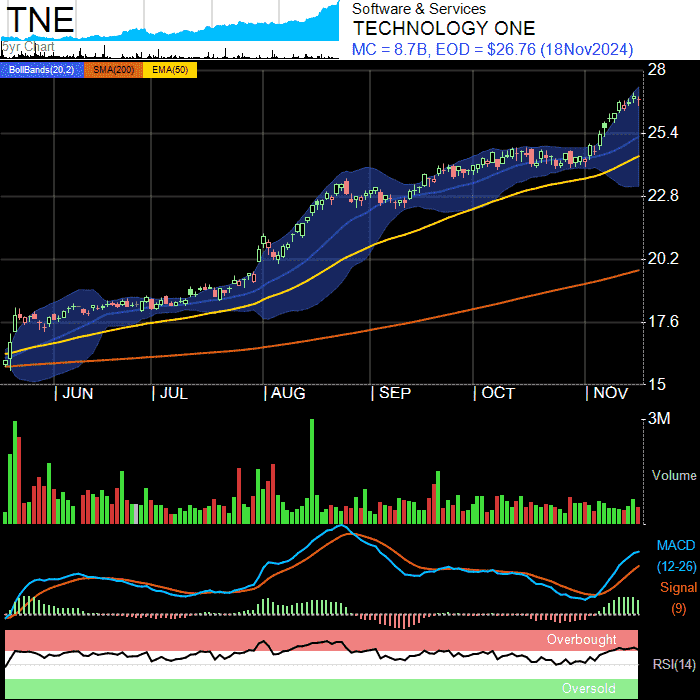 TNE
Software & Services
TECHNOLOGY ONE
MC = 8.7B, EOD = $26.76 (18Nov2024)
5yr Chart
BollBands(20,2) SMA(200) EMA(50)
28
25.4
22.8
20.2
17.6
15
| JUN | JUL | AUG | SEP | OCT | NOV
3M
Volume
MACD
(12-26)
Signal
(9)
Overbought
RSI(14)
Oversold